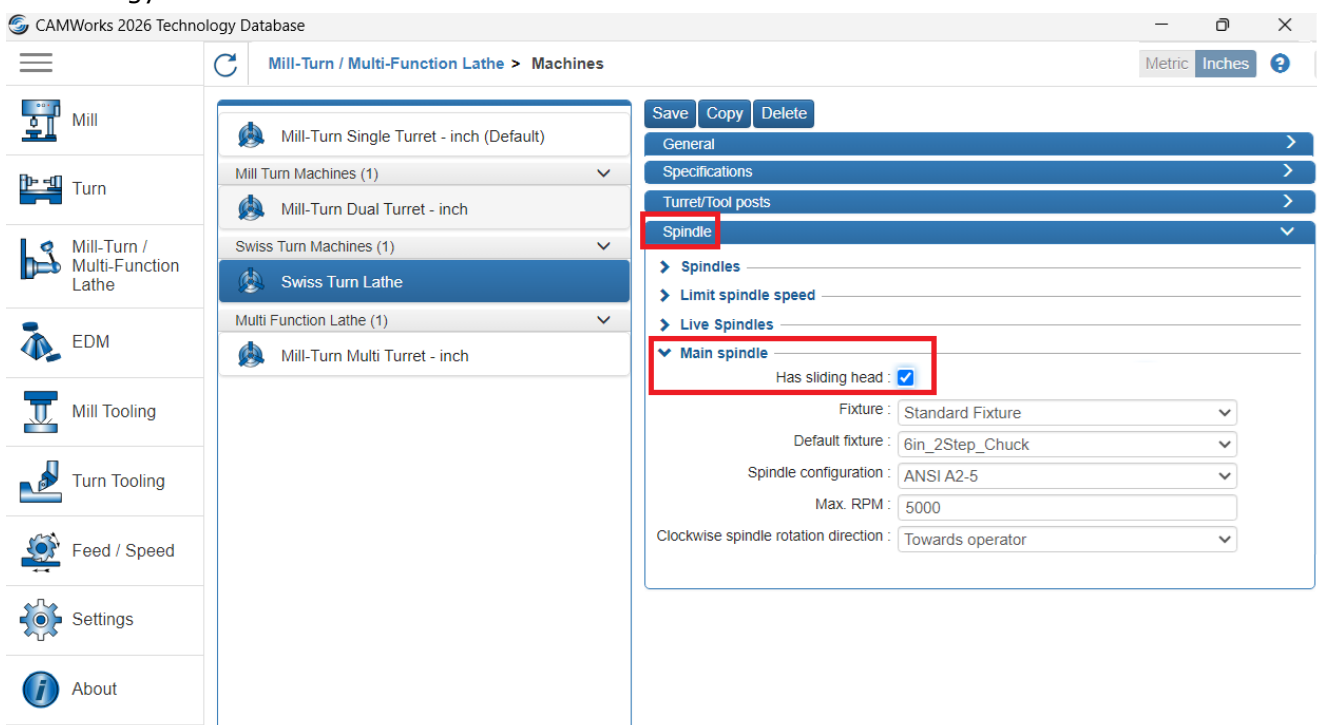 CAMWorks 2026 Technology Database
Mill-Turn / Multi-Function Lathe > Machines
Metric Inches ?
Mill
Turn
Mill-Turn /
Multi-Function
Lathe
EDM
Mill Tooling
Turn Tooling
Feed / Speed
Settings
About
Mill-Turn Single Turret - inch (Default)
Mill Turn Machines (1)
Mill-Turn Dual Turret - inch
Swiss Turn Machines (1)
Swiss Turn Lathe
Multi Function Lathe (1)
Mill-Turn Multi Turret - inch
Save Copy Delete
General
Specifications
Turret/Tool posts
Spindle
Spindles
Limit spindle speed
Live Spindles
Main spindle
Has sliding head :
Fixture : Standard Fixture
Default fixture : 6in_2Step_Chuck
Spindle configuration : ANSI A2-5
Max. RPM : 5000
Clockwise spindle rotation direction : Towards operator